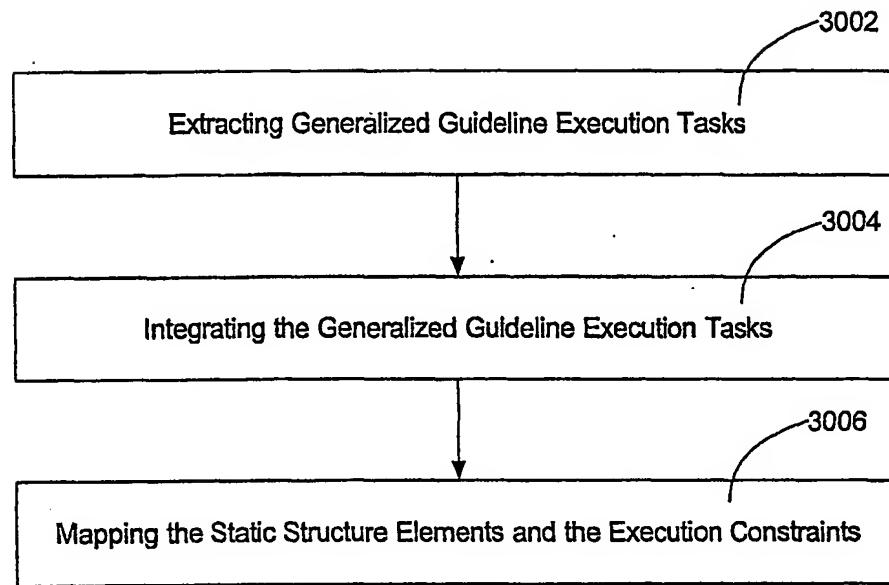 3002
Extracting Generalized Guideline Execution Tasks
3004
Integrating the Generalized Guideline Execution Tasks
3006
Mapping the Static Structure Elements and the Execution Constraints